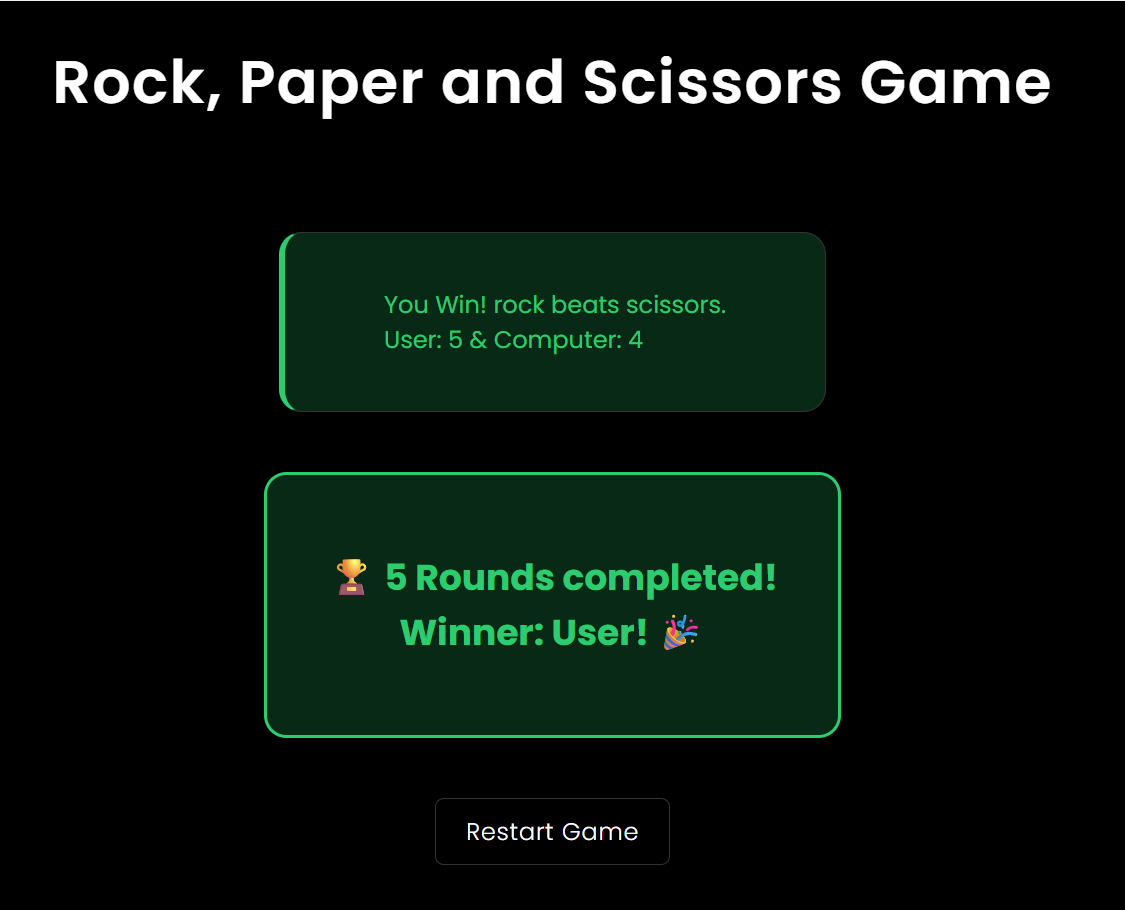 Rock, Paper and Scissors Game
You Win! rock beats scissors.
User: 5 & Computer: 4
🏆 5 Rounds completed!
Winner: User! 🎉
Restart Game